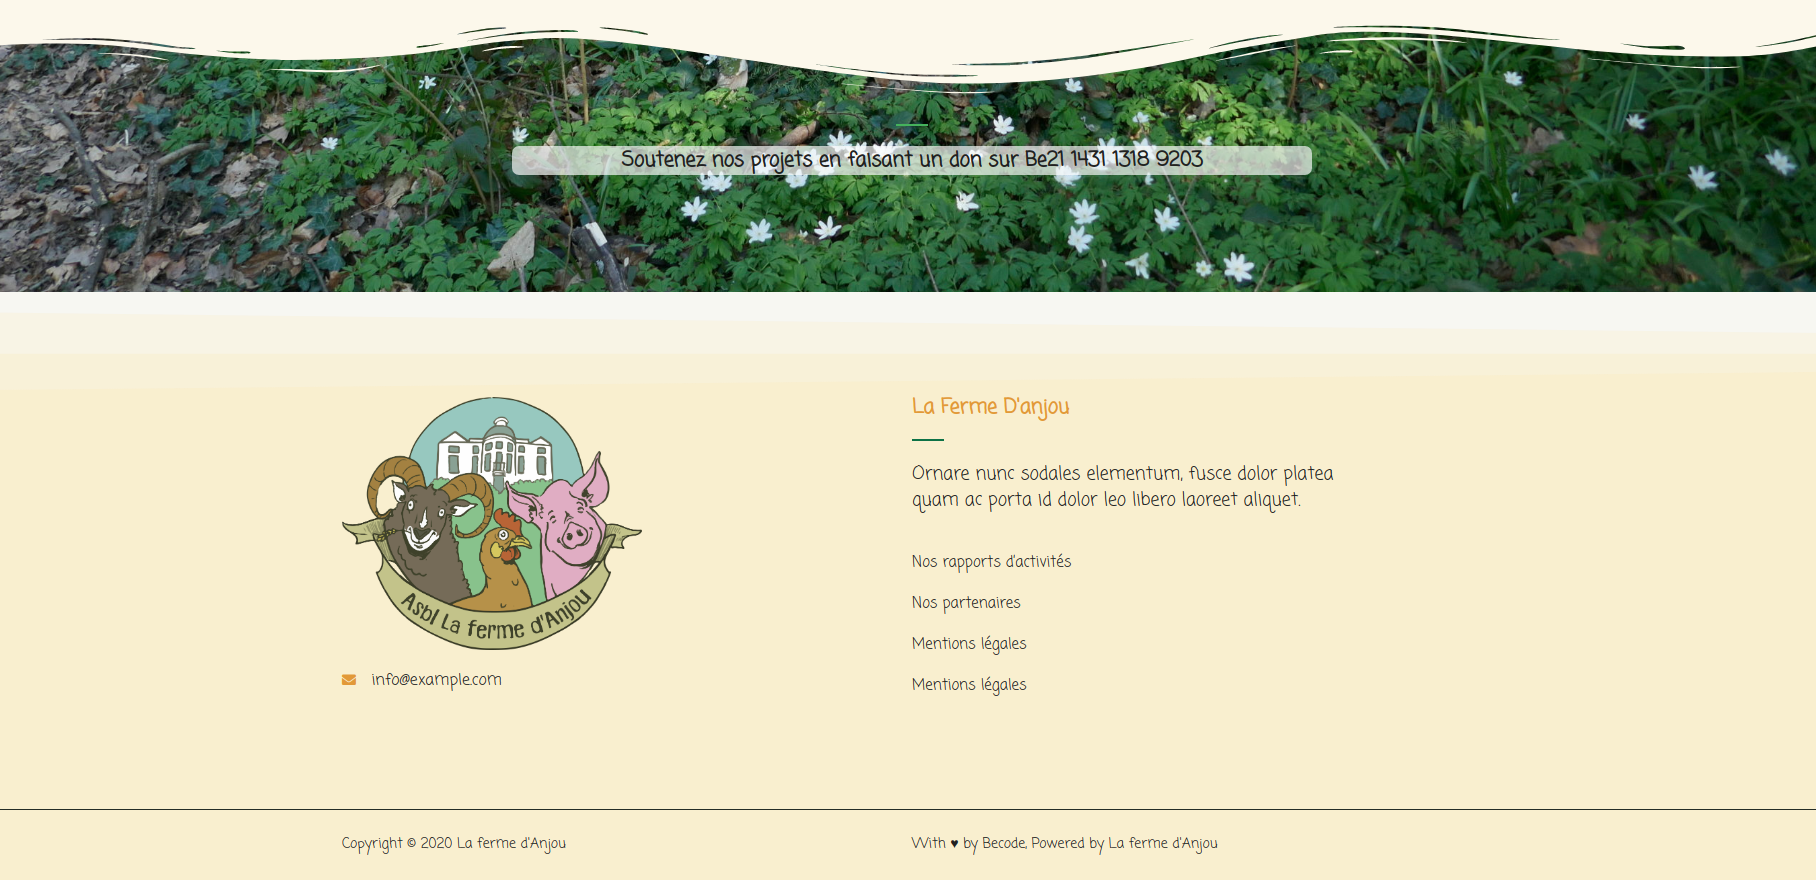 Soutenez nos projets en faisant un don sur Be21 1431 1318 9203
Asbl La ferme d'Anjou
info@example.com
La Ferme D'anjou
Ornare nunc sodales elementum, fusce dolor platea
quam ac porta id dolor leo libero laoreet aliquet.
Nos rapports d'activités
Nos partenaires
Mentions légales
Mentions légales
Copyright © 2020 La ferme d'Anjou
With ♥ by Becode, Powered by La ferme d'Anjou